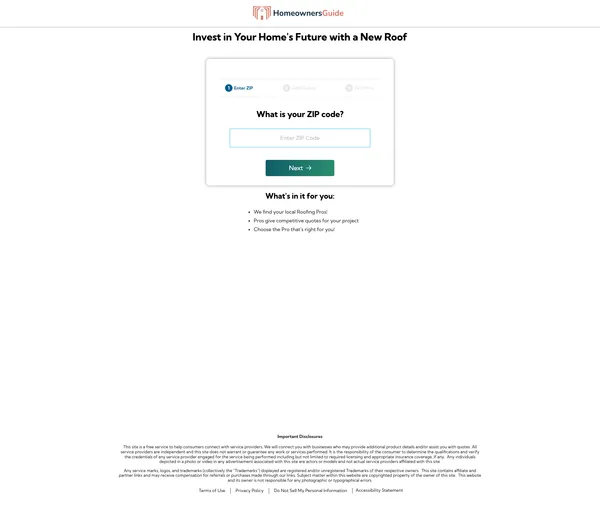 HomeownersGuide
Invest in Your Home's Future with a New Roof
1 Enter ZIP
2
3
What is your ZIP code?
Enter ZIP Code
Next →
What's in it for you:
• We find your local Roofing Pros!
• Pros give competitive quotes for your project
• Choose the Pro that's right for you!
Important Disclosures
This site is a free service to help consumers connect with service providers. We will connect you with businesses who may provide additional product details and/or assist you with quotes. All
service providers are independent and this site does not warrant or guarantee any work or services performed. It is the responsibility of the consumer to determine the qualifications and verify
the credentials of any service provider engaged for the service being performed including but not limited to required licensing and appropriate insurance coverage, if any. Any individuals
depicted in a photo or video in any advertisement associated with this site are actors or models and not actual service providers affiliated with this site
Any service marks, logos, and trademarks (collectively the "Trademarks") displayed are registered and/or unregistered Trademarks of their respective owners. This site contains affiliate and
partner links and may receive compensation for referrals or purchases made through our links. Subject matter within this website are copyrighted property of the owner of this site. This website
and its owner is not responsible for any photographic or typographical errors.
Terms of Use | Privacy Policy | Do Not Sell My Personal Information | Accessibility Statement